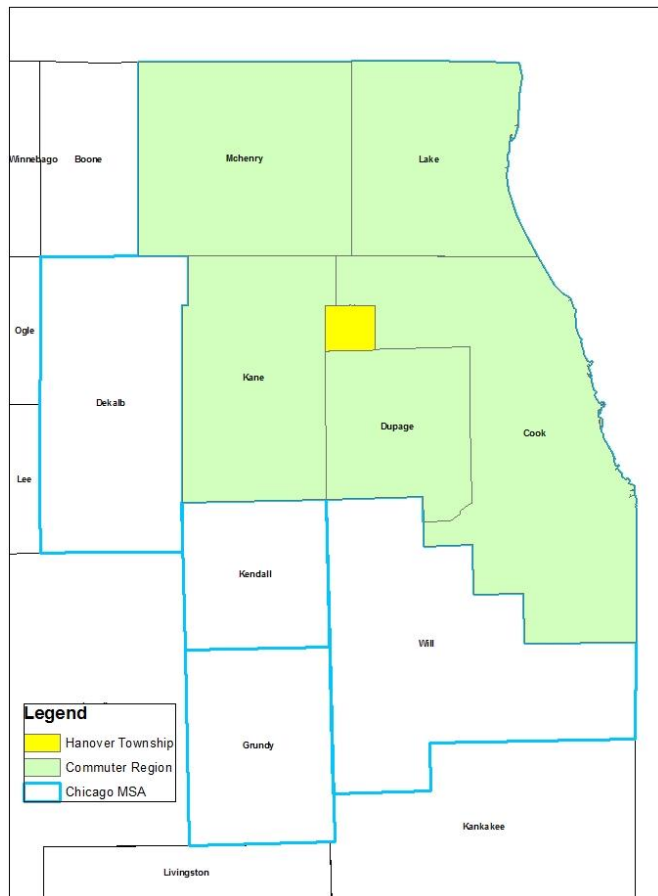 Winnebago
Boone
Mchenry
Lake
Ogle
Dekalb
Kane
Dupage
Cook
Lee
Kendall
Will
Legend
Hanover Township
Commuter Region
Chicago MSA
Grundy
Kankakee
Livingston